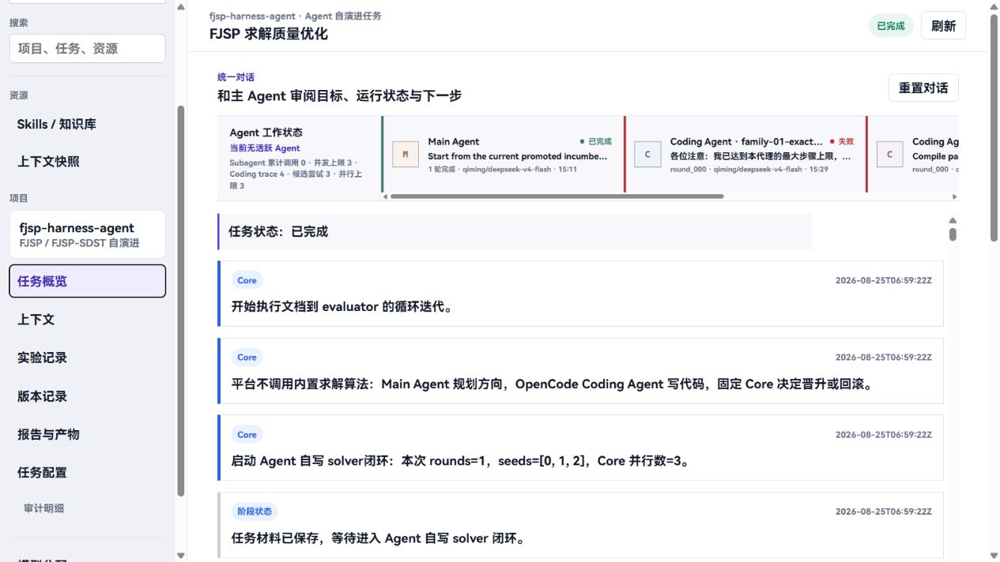 搜索
项目、任务、资源
资源
Skills / 知识库
上下文快照
项目
fjsp-harness-agent
FJSP / FJSP-SDST 自演进
任务概览
上下文
实验记录
版本记录
报告与产物
任务配置
审计明细
fjsp-harness-agent · Agent 自演进任务
FJSP 求解质量优化
已完成
刷新
统一对话
和主 Agent 审阅目标、运行状态与下一步
重置对话
Agent 工作状态
当前无活跃 Agent
Subagent 累计调用 0 · 并发上限 3 ·
Coding trace 4 · 候选尝试 3 · 并行上
限 3
M
Main Agent
已完成
Start from the current promoted incumbe...
1 轮完成 · qiming/deepseek-v4-flash · 15:11
C
Coding Agent · family-01-exact...
失败
各位注意：我已达到本代理的最大步骤上限，...
round_000 · qiming/deepseek-v4-flash · 15:29
C
Coding Ag
Compile pa
round_000 · c
任务状态：已完成
Core
2026-08-25T06:59:22Z
开始执行文档到 evaluator 的循环迭代。
Core
2026-08-25T06:59:22Z
平台不调用内置求解算法：Main Agent 规划方向，OpenCode Coding Agent 写代码，固定 Core 决定晋升或回滚。
Core
2026-08-25T06:59:22Z
启动 Agent 自写 solver闭环：本次 rounds=1，seeds=[0, 1, 2]，Core 并行数=3。
阶段状态
2026-08-25T06:59:22Z
任务材料已保存，等待进入 Agent 自写 solver 闭环。